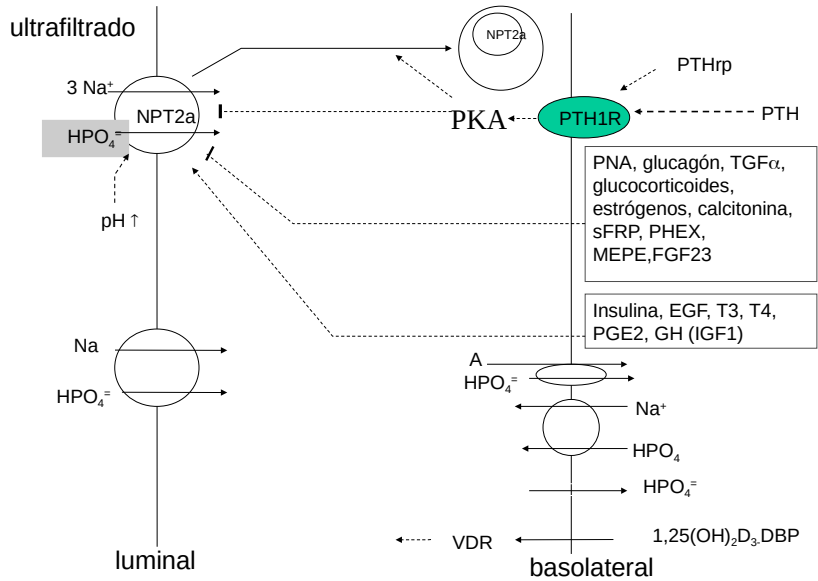 ultrafiltrado
NPT2a
3 Na⁺
NPT2a
HPO₄⁼
pH ↑
PKA
PTH1R
PTHrp
PTH
PNA, glucagón, TGFα,
glucocorticoides,
estrógenos, calcitonina,
sFRP, PHEX,
MEPE,FGF23
Insulina, EGF, T3, T4,
PGE2, GH (IGF1)
Na
HPO₄⁼
A
HPO₄⁼
Na⁺
HPO₄
HPO₄⁼
VDR
1,25(OH)₂D₃-DBP
luminal
basolateral